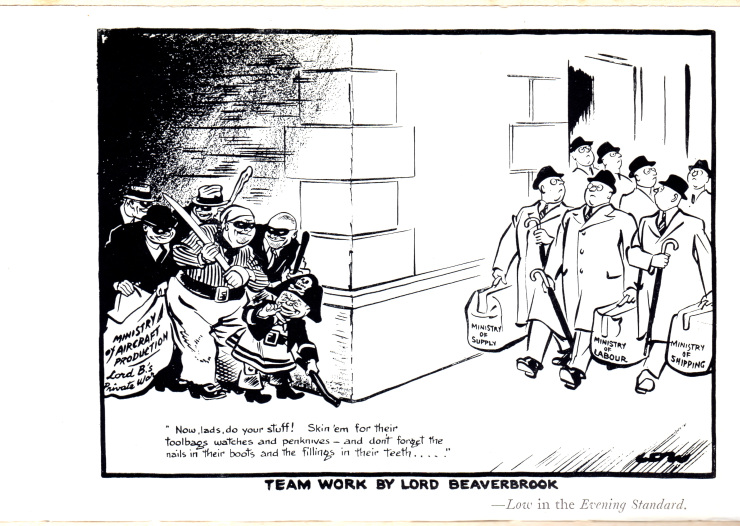 MINISTRY
OF AIRCRAFT
PRODUCTION
Lord B.'s
Private War
MINISTRY
OF
SUPPLY
MINISTRY
OF
LABOUR
MINISTRY
OF
SHIPPING
" Now, lads, do your stuff! Skin 'em for their
toolbags watches and penknives – and don't forget the
nails in their boots and the fillings in their teeth ....."
LOW
TEAM WORK BY LORD BEAVERBROOK
—Low in the Evening Standard.